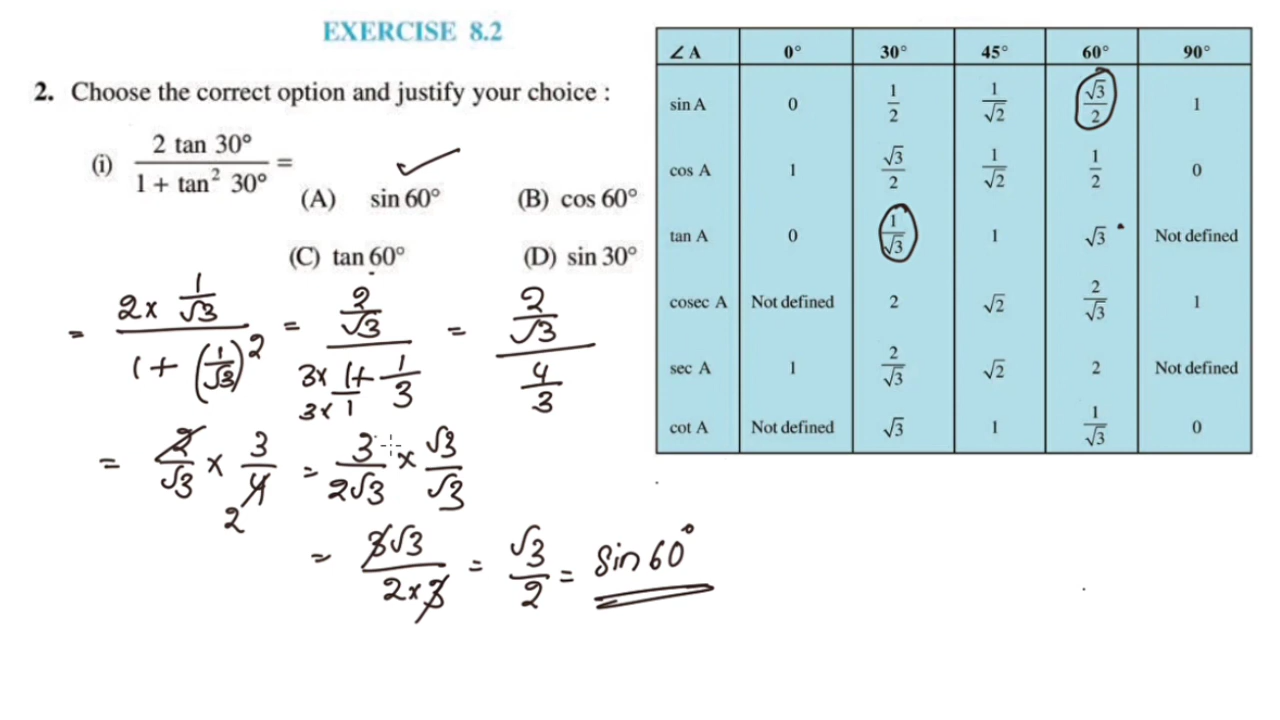 EXERCISE 8.2
2. Choose the correct option and justify your choice :
(i) 2 tan 30° / 1 + tan² 30° =
(A) sin 60° (B) cos 60°
(C) tan 60° (D) sin 30°
= 2 × 1/√3 / 1 + (1/√3)² = 2/√3 / 3× 1/3× 1 + 1/3 = 2/√3 / 4/3
= 2/√3 × 3/4 2 = 3/2√3 × √3/√3
= 3√3 / 2×3 = √3/2 = sin 60°
∠A 0° 30° 45° 60° 90°
sin A 0 1/2 1/√2 √3/2 1
cos A 1 √3/2 1/√2 1/2 0
tan A 0 1/√3 1 √3 Not defined
cosec A Not defined 2 √2 2/√3 1
sec A 1 2/√3 √2 2 Not defined
cot A Not defined √3 1 1/√3 0